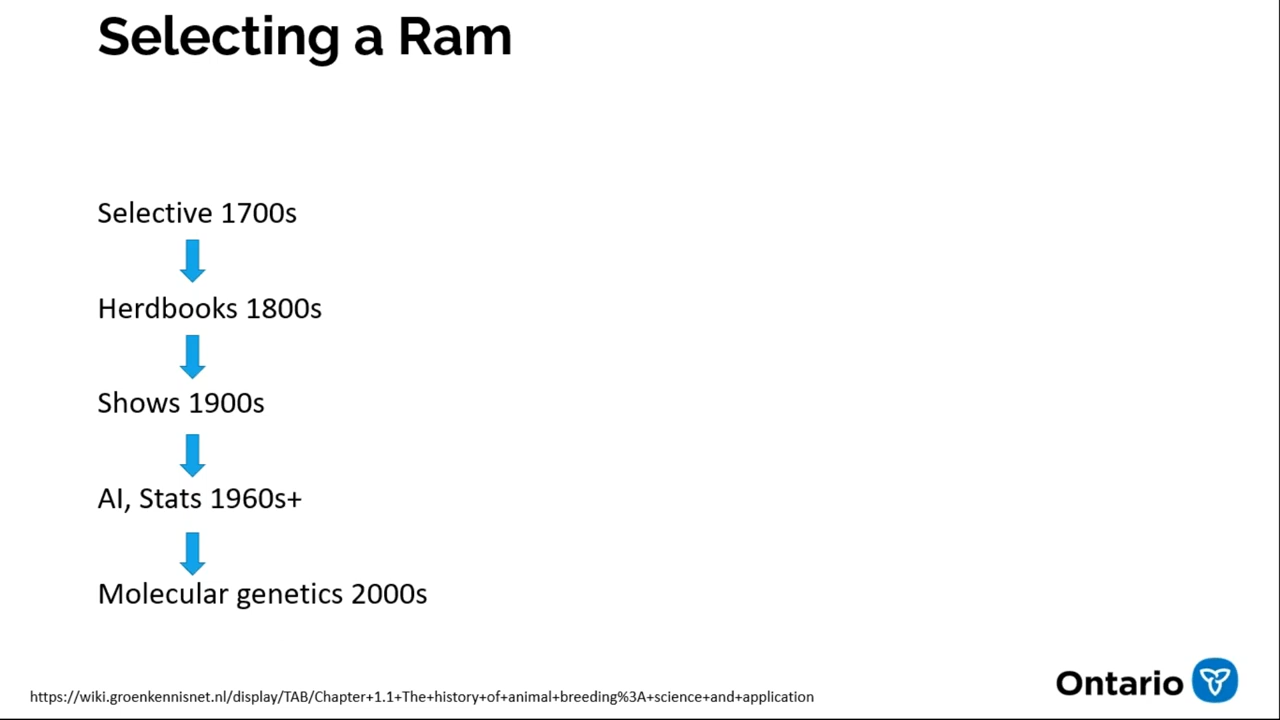 Selecting a Ram
Selective 1700s
Herdbooks 1800s
Shows 1900s
AI, Stats 1960s+
Molecular genetics 2000s
https://wiki.groenkennisnet.nl/display/TAB/Chapter+1.1+The+history+of+animal+breeding%3A+science+and+application
Ontario